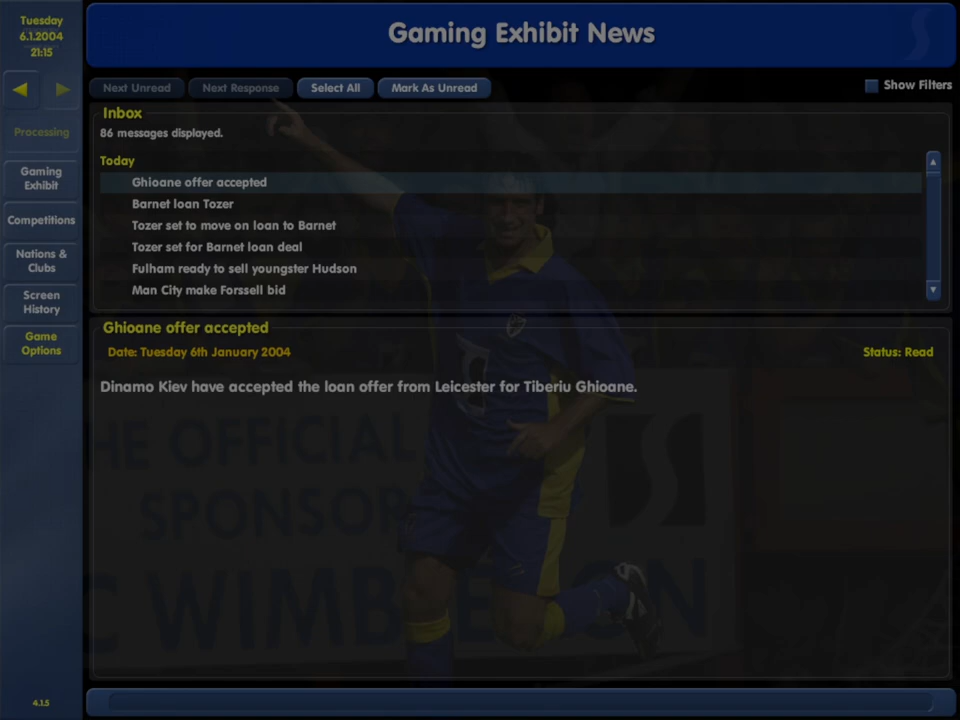 Tuesday
6.1.2004
21:15
Gaming Exhibit News
Next Unread
Next Response
Select All
Mark As Unread
Show Filters
Processing
Gaming
Exhibit
Competitions
Nations &
Clubs
Screen
History
Game
Options
4.1.5
Inbox
86 messages displayed.
Today
Ghioane offer accepted
Barnet loan Tozer
Tozer set to move on loan to Barnet
Tozer set for Barnet loan deal
Fulham ready to sell youngster Hudson
Man City make Forssell bid
Ghioane offer accepted
Date: Tuesday 6th January 2004
Status: Read
Dinamo Kiev have accepted the loan offer from Leicester for Tiberiu Ghioane.
HE OFFICIAL
SPONSOR
C WIMBLEDON